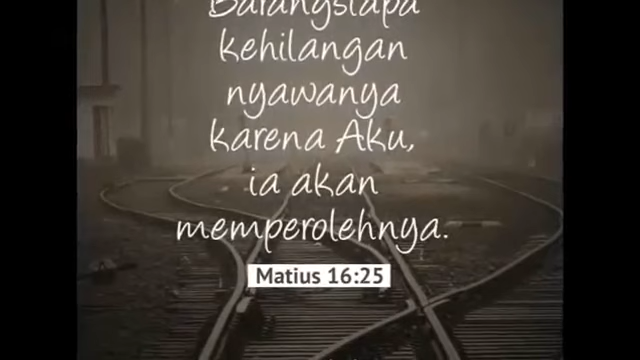 Barangsiapa
kehilangan
nyawanya
karena Aku,
ia akan
memperolehnya.
Matius 16:25